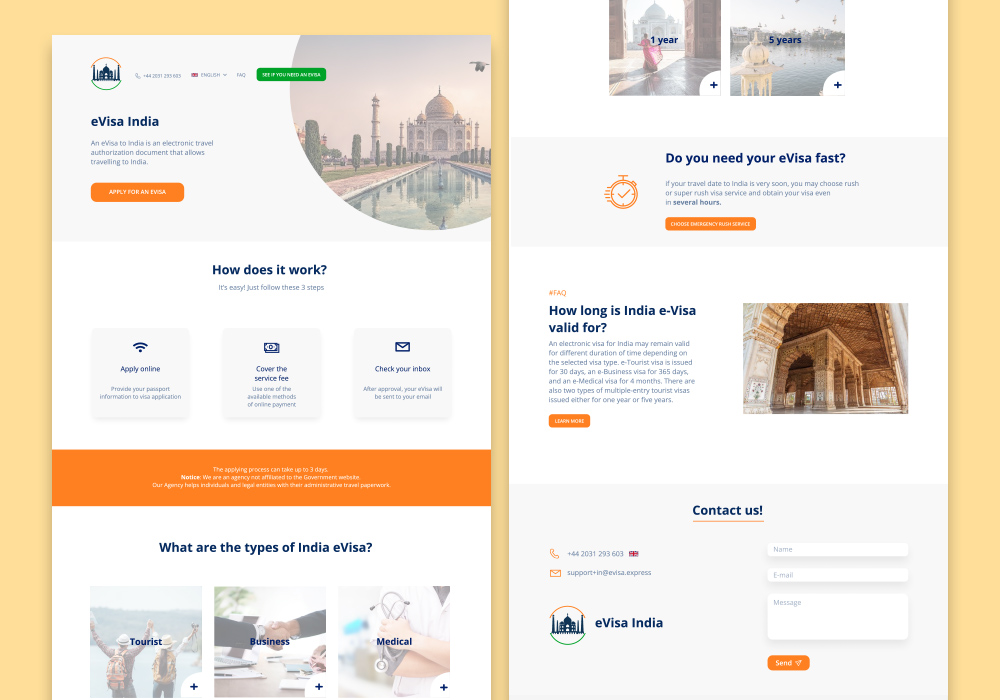 +44 2031 293 603
ENGLISH
FAQ
SEE IF YOU NEED AN EVISA
eVisa India
An eVisa to India is an electronic travel
authorization document that allows
travelling to India.
APPLY FOR AN EVISA
How does it work?
It's easy! Just follow these 3 steps
Apply online
Provide your passport
information to visa application
Cover the
service fee
Use one of the
available methods
of online payment
Check your inbox
After approval, your eVisa will
be sent to your email
The applying process can take up to 3 days.
Notice: We are an agency not affiliated to the Government website.
Our Agency helps individuals and legal entities with their administrative travel paperwork.
What are the types of India eVisa?
Tourist
+
Business
+
Medical
+
1 year
+
5 years
+
Do you need your eVisa fast?
If your travel date to India is very soon, you may choose rush
or super rush visa service and obtain your visa even
in several hours.
CHOOSE EMERGENCY RUSH SERVICE
#FAQ
How long is India e-Visa
valid for?
An electronic visa for India may remain valid
for different duration of time depending on
the selected visa type. e-Tourist visa is issued
for 30 days, an e-Business visa for 365 days,
and an e-Medical visa for 4 months. There are
also two types of multiple-entry tourist visas
issued either for one year or five years.
LEARN MORE
Contact us!
+44 2031 293 603
support+in@evisa.express
eVisa India
Name
E-mail
Message
Send